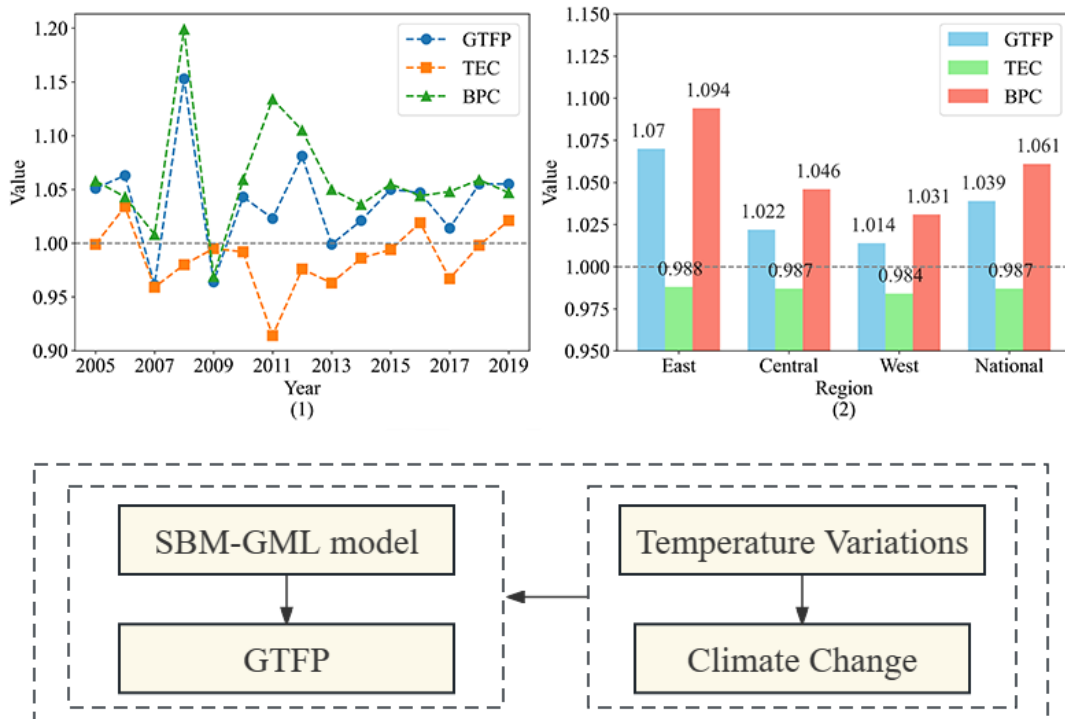 1.20
1.15
1.10
1.05
1.00
0.95
0.90
Value
GTFP
TEC
BPC
2005 2007 2009 2011 2013 2015 2017 2019
Year
(1)
1.150
1.125
1.100
1.075
1.050
1.025
1.000
0.975
0.950
Value
GTFP
TEC
BPC
1.07 0.988 1.094
1.022 0.987 1.046
1.014 0.984 1.031
1.039 0.987 1.061
East Central West National
Region
(2)
SBM-GML model
GTFP
Temperature Variations
Climate Change